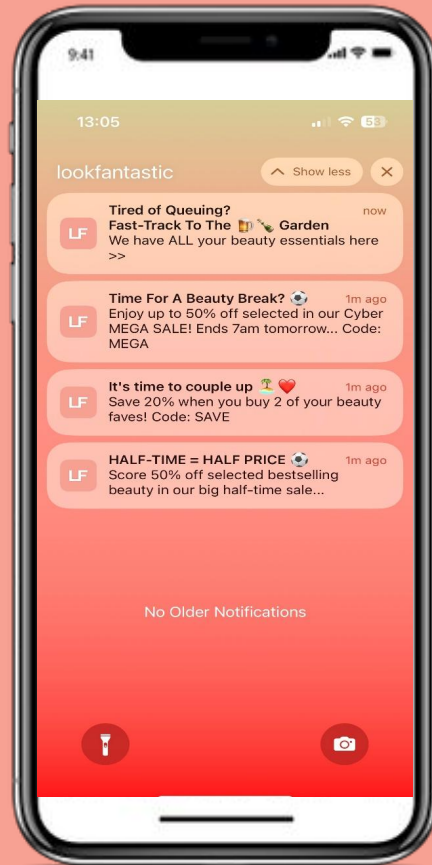 9:41
13:05
53
lookfantastic
Show less
LF
Tired of Queuing?
now
Fast-Track To The 🍺 🍾 Garden
We have ALL your beauty essentials here
>>
LF
Time For A Beauty Break? ⚽
1m ago
Enjoy up to 50% off selected in our Cyber
MEGA SALE! Ends 7am tomorrow... Code:
MEGA
LF
It's time to couple up 🏝️ ❤️
1m ago
Save 20% when you buy 2 of your beauty
faves! Code: SAVE
LF
HALF-TIME = HALF PRICE ⚽
1m ago
Score 50% off selected bestselling
beauty in our big half-time sale...
No Older Notifications